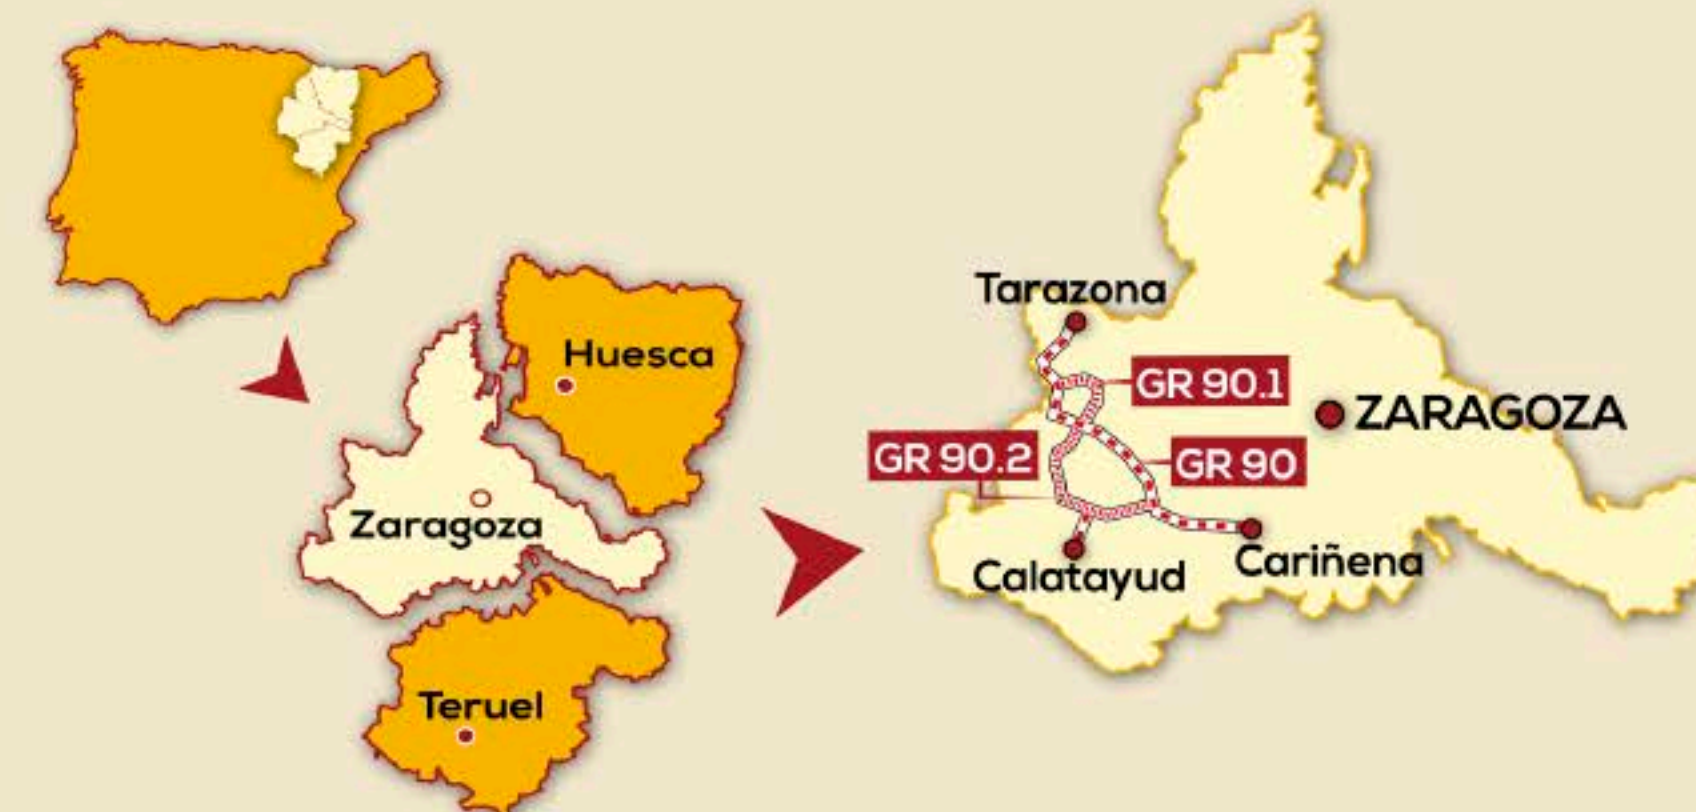 Huesca
Zaragoza
Teruel
Tarazona
GR 90.1
ZARAGOZA
GR 90.2
GR 90
Calatayud
Cariñena